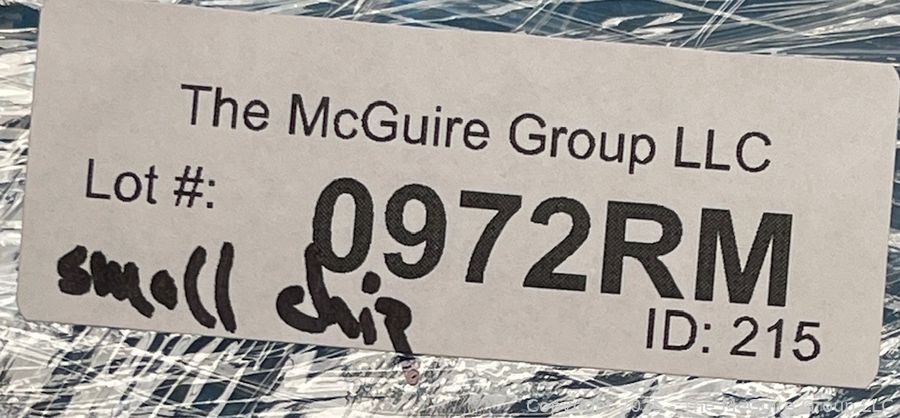 The McGuire Group LLC
Lot #: 0972RM
small chip
ID: 215